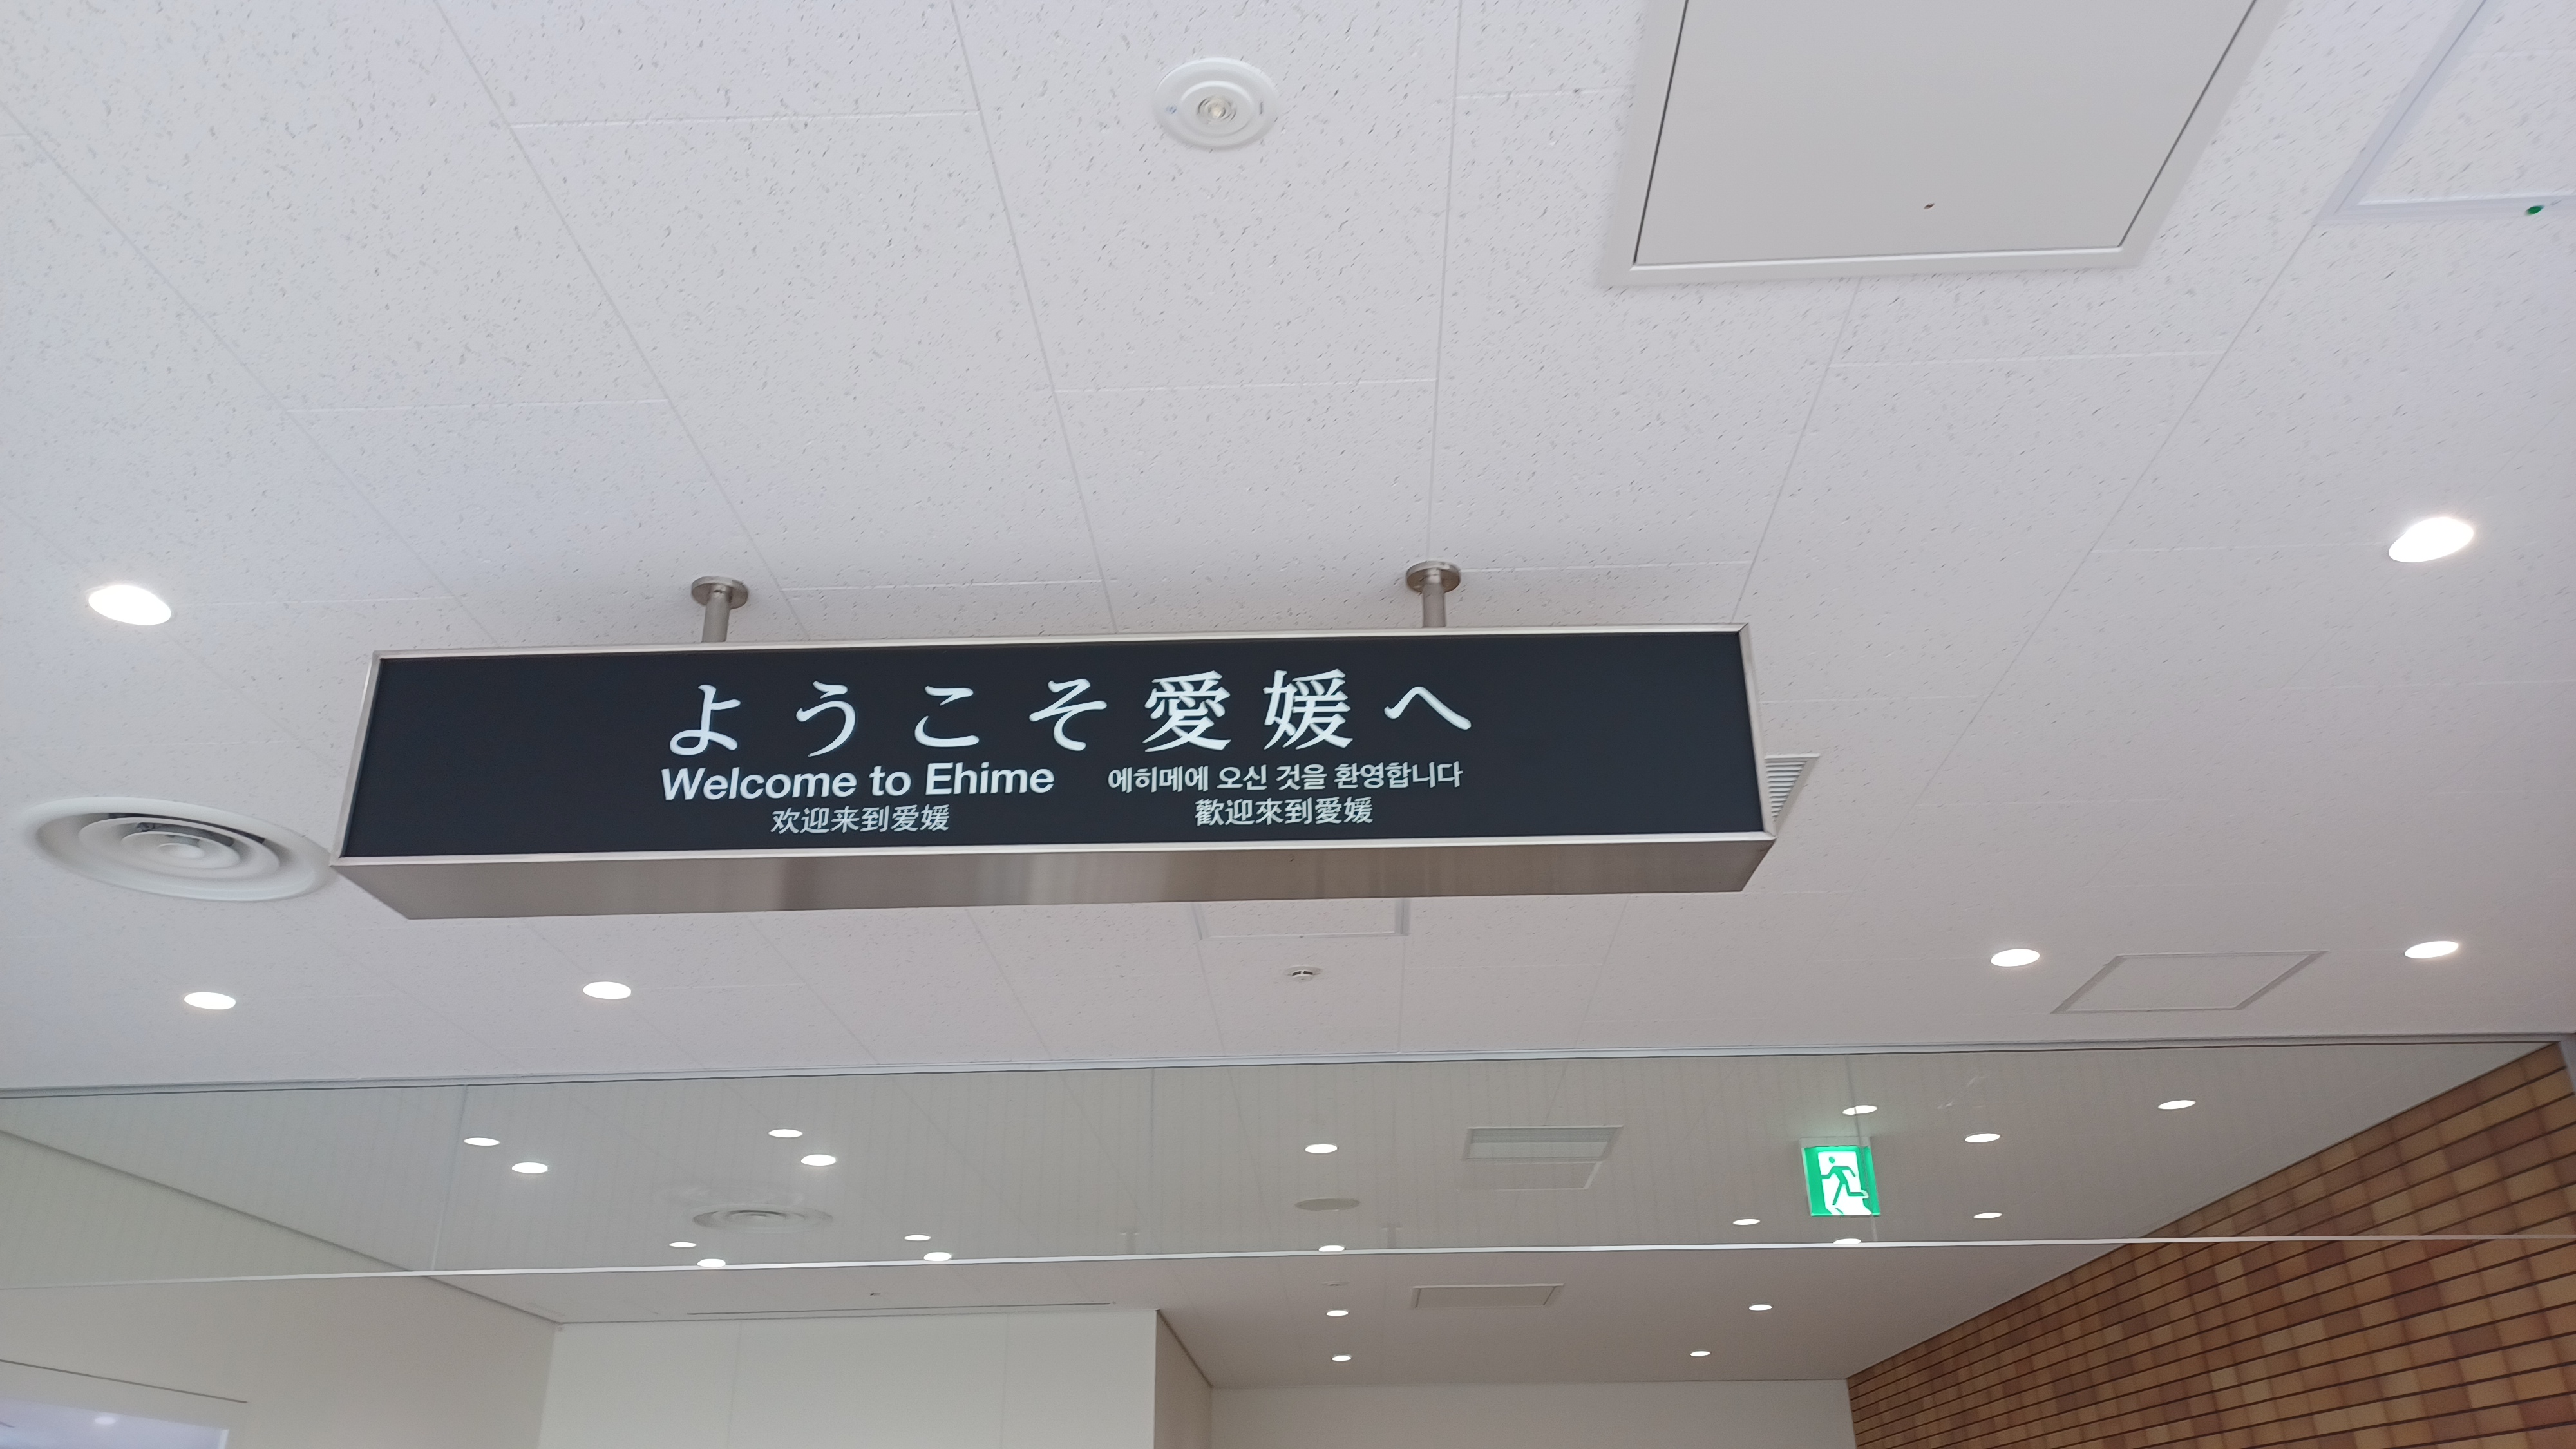 ようこそ愛媛へ
Welcome to Ehime
에히메에 오신 것을 환영합니다
欢迎来到爱媛
歡迎來到愛媛